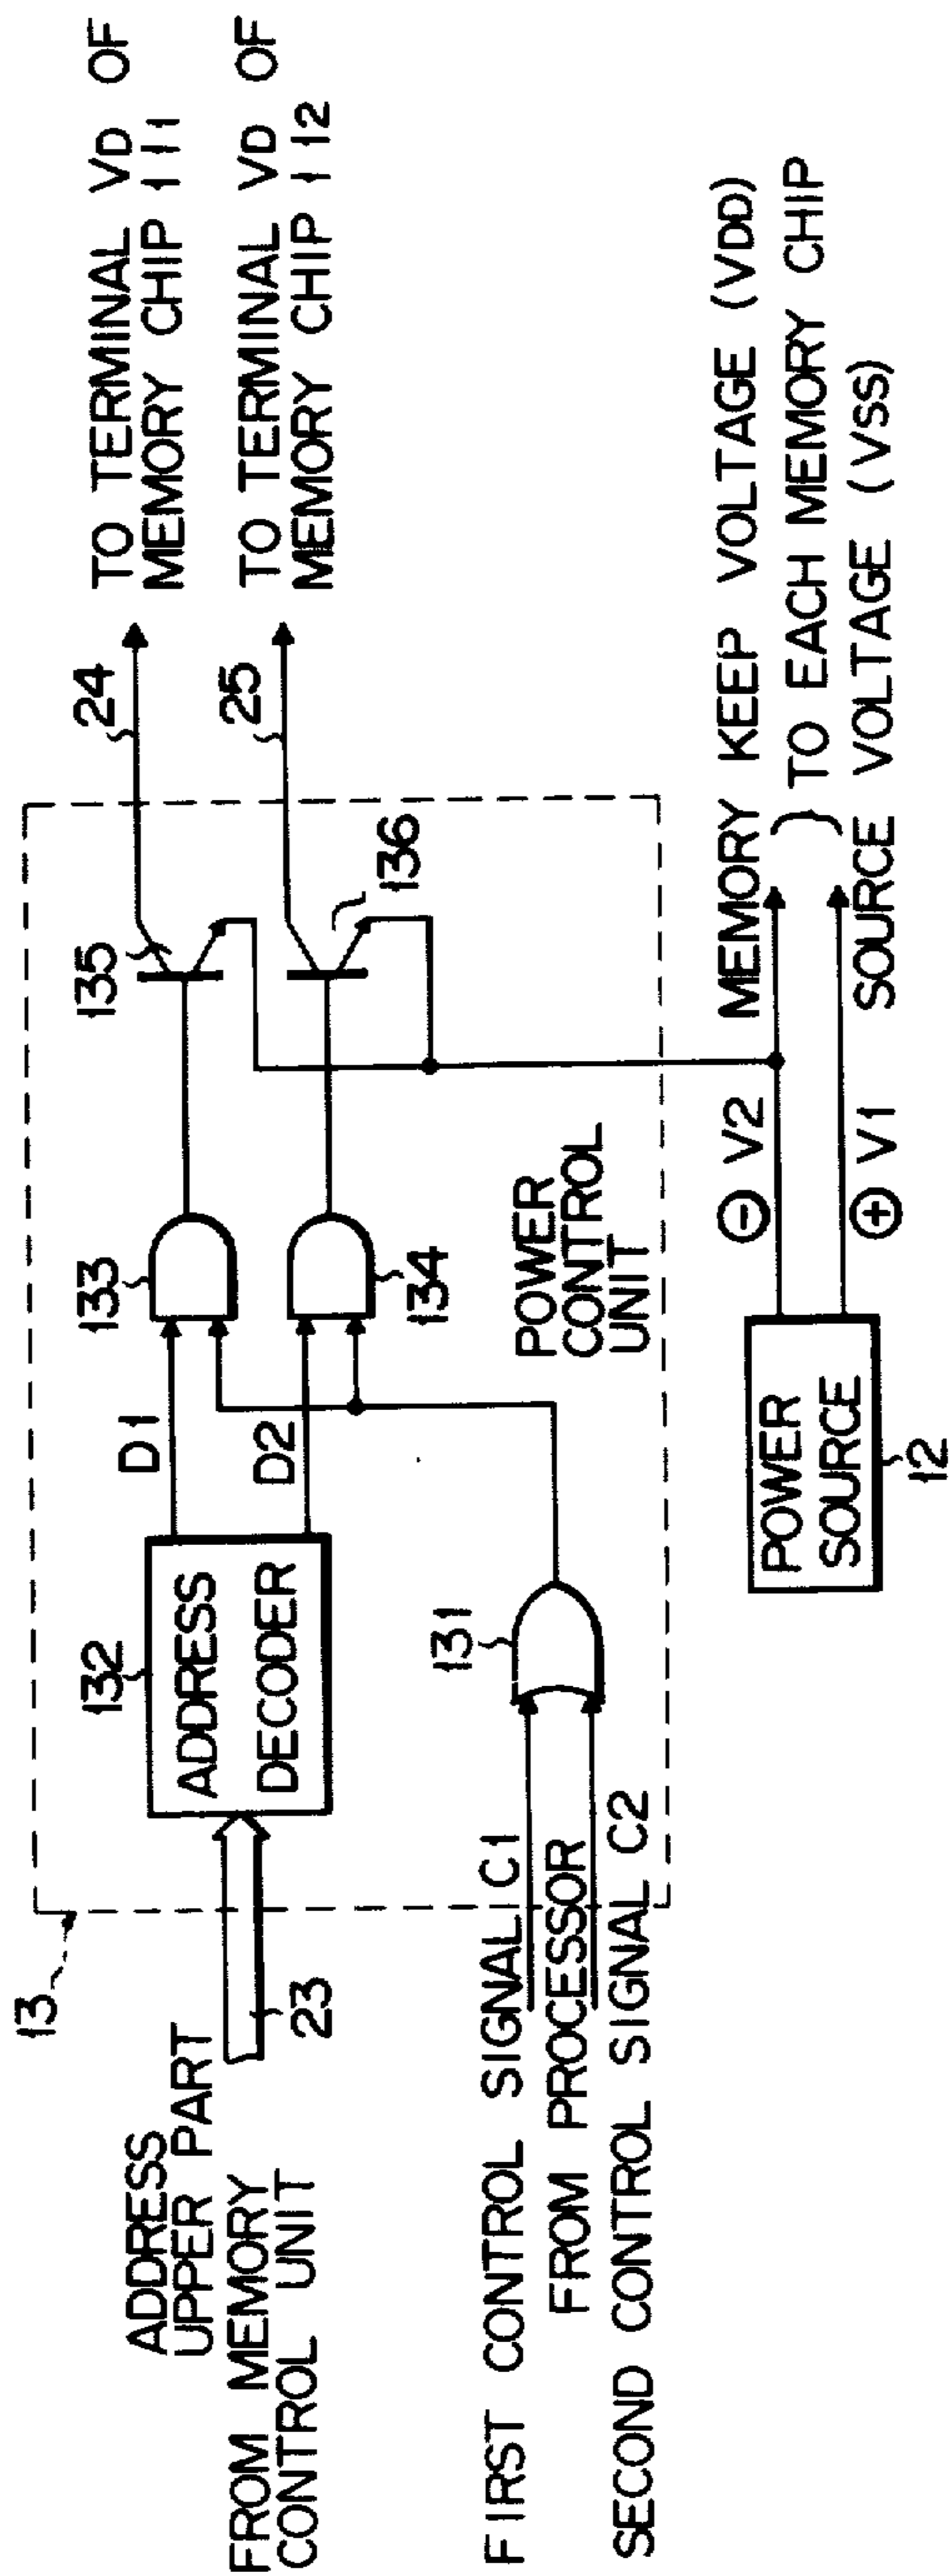 13
ADDRESS
UPPER PART
FROM MEMORY
CONTROL UNIT
23
132
ADDRESS
DECODER
D1
D2
133
134
135
136
24
25
TO TERMINAL VD OF
MEMORY CHIP 111
TO TERMINAL VD OF
MEMORY CHIP 112
FIRST CONTROL SIGNAL C1
FROM PROCESSOR
SECOND CONTROL SIGNAL C2
131
POWER
CONTROL
UNIT
POWER
SOURCE
12
⊖ V2
⊕ V1
MEMORY KEEP VOLTAGE (VDD)
} TO EACH MEMORY CHIP
SOURCE VOLTAGE (VSS)